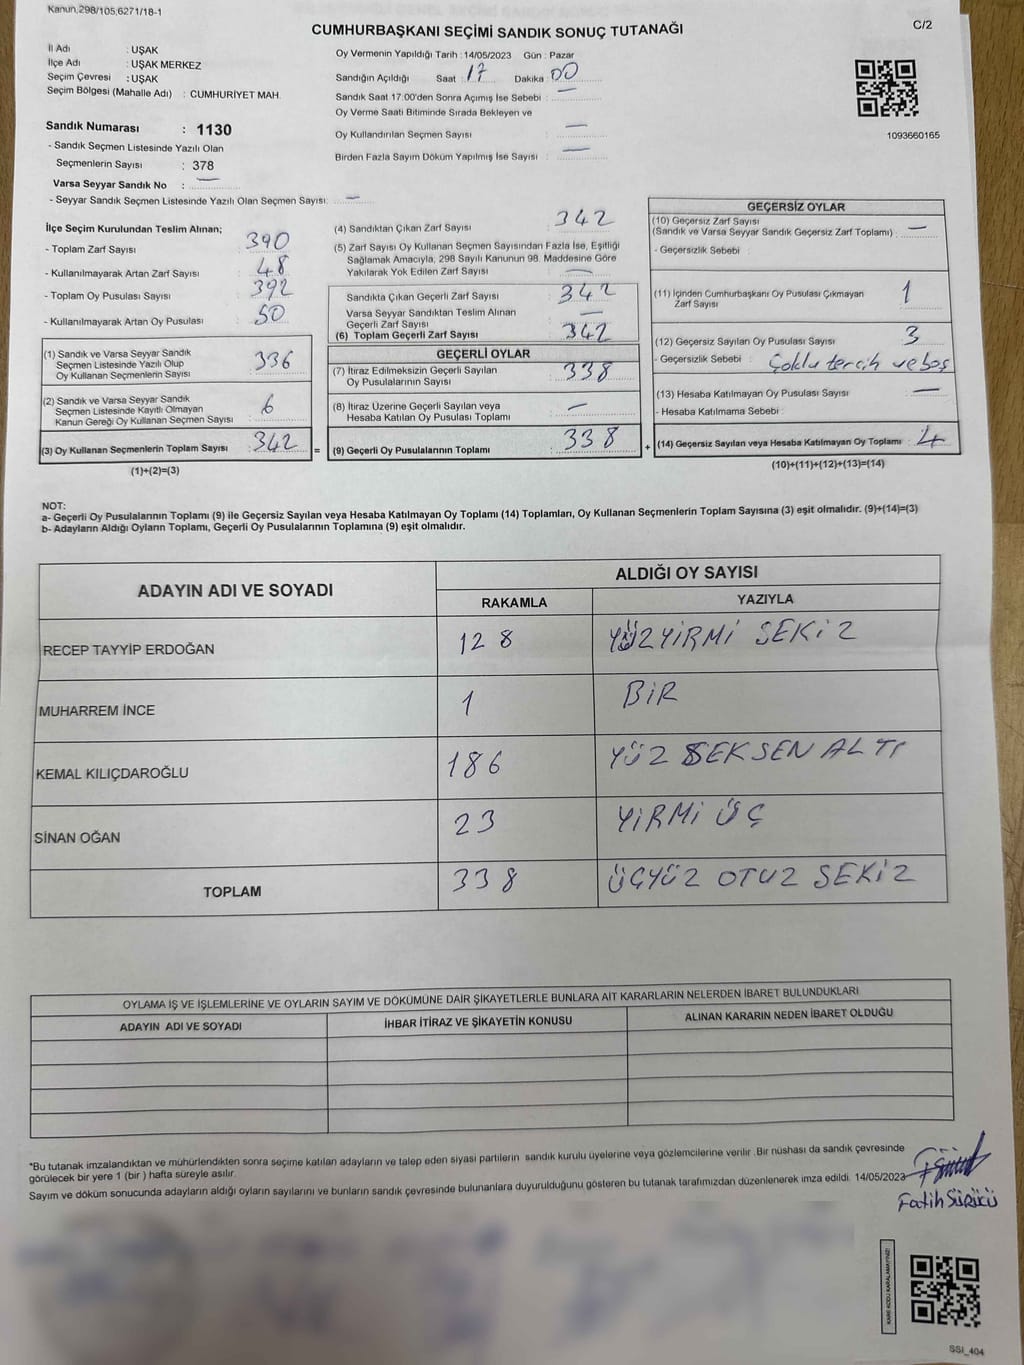 Kanun,298/105,6271/18-1
CUMHURBAŞKANI SEÇİMİ SANDIK SONUÇ TUTANAĞI
C/2
İl Adı : UŞAK
İlçe Adı : UŞAK MERKEZ
Seçim Çevresi : UŞAK
Seçim Bölgesi (Mahalle Adı) : CUMHURİYET MAH.
Sandık Numarası : 1130
- Sandık Seçmen Listesinde Yazılı Olan
Seçmenlerin Sayısı : 378
Varsa Seyyar Sandık No : —
- Seyyar Sandık Seçmen Listesinde Yazılı Olan Seçmen Sayısı: —
Oy Vermenin Yapıldığı Tarih : 14/05/2023 Gün : Pazar
Sandığın Açıldığı Saat 17 Dakika 00
Sandık Saat 17:00'den Sonra Açımış İse Sebebi : —
Oy Verme Saati Bitiminde Sırada Bekleyen ve
Oy Kullandırılan Seçmen Sayısı : —
Birden Fazla Sayım Döküm Yapılmış İse Sayısı : —
1093660165
İlçe Seçim Kurulundan Teslim Alınan;
- Toplam Zarf Sayısı : 390
- Kullanılmayarak Artan Zarf Sayısı : 48
- Toplam Oy Pusulası Sayısı : 392
- Kullanılmayarak Artan Oy Pusulası : 50
(1) Sandık ve Varsa Seyyar Sandık
Seçmen Listesinde Yazılı Olup
Oy Kullanan Seçmenlerin Sayısı : 336
(2) Sandık ve Varsa Seyyar Sandık
Seçmen Listesinde Kayıtlı Olmayan
Kanun Gereği Oy Kullanan Seçmen Sayısı : 6
(3) Oy Kullanan Seçmenlerin Toplam Sayısı : 342
(1)+(2)=(3)
(4) Sandıktan Çıkan Zarf Sayısı : 342
(5) Zarf Sayısı Oy Kullanan Seçmen Sayısından Fazla İse, Eşitliği
Sağlamak Amacıyla, 298 Sayılı Kanunun 98. Maddesine Göre
Yakılarak Yok Edilen Zarf Sayısı : —
Sandıkta Çıkan Geçerli Zarf Sayısı : 342
Varsa Seyyar Sandıktan Teslim Alınan
Geçerli Zarf Sayısı : —
(6) Toplam Geçerli Zarf Sayısı : 342
GEÇERLİ OYLAR
(7) İtiraz Edilmeksizin Geçerli Sayılan
Oy Pusulalarının Sayısı : 338
(8) İtiraz Üzerine Geçerli Sayılan veya
Hesaba Katılan Oy Pusulası Toplamı : —
= (9) Geçerli Oy Pusulalarının Toplamı : 338
GEÇERSİZ OYLAR
(10) Geçersiz Zarf Sayısı
(Sandık ve Varsa Seyyar Sandık Geçersiz Zarf Toplamı) : —
- Geçersizlik Sebebi :
(11) İçinden Cumhurbaşkanı Oy Pusulası Çıkmayan
Zarf Sayısı : 1
(12) Geçersiz Sayılan Oy Pusulası Sayısı : 3
- Geçersizlik Sebebi : çoklu tercih ve boş
(13) Hesaba Katılmayan Oy Pusulası Sayısı : —
- Hesaba Katılmama Sebebi :
+ (14) Geçersiz Sayılan veya Hesaba Katılmayan Oy Toplamı : 4
(10)+(11)+(12)+(13)=(14)
NOT:
a- Geçerli Oy Pusulalarının Toplamı (9) ile Geçersiz Sayılan veya Hesaba Katılmayan Oy Toplamı (14) Toplamları, Oy Kullanan Seçmenlerin Toplam Sayısına (3) eşit olmalıdır. (9)+(14)=(3)
b- Adayların Aldığı Oyların Toplamı, Geçerli Oy Pusulalarının Toplamına (9) eşit olmalıdır.
ADAYIN ADI VE SOYADI
ALDIĞI OY SAYISI
RAKAMLA YAZIYLA
RECEP TAYYİP ERDOĞAN 128 YÜZ YİRMİ SEKİZ
MUHARREM İNCE 1 BİR
KEMAL KILIÇDAROĞLU 186 YÜZ SEKSEN ALTI
SİNAN OĞAN 23 YİRMİ ÜÇ
TOPLAM 338 ÜÇYÜZ OTUZ SEKİZ
OYLAMA İŞ VE İŞLEMLERİNE VE OYLARIN SAYIM VE DÖKÜMÜNE DAİR ŞİKAYETLERLE BUNLARA AİT KARARLARIN NELERDEN İBARET BULUNDUKLARI
ADAYIN ADI VE SOYADI İHBAR İTİRAZ VE ŞİKAYETİN KONUSU ALINAN KARARIN NEDEN İBARET OLDUĞU
*Bu tutanak imzalandıktan ve mühürlendikten sonra seçime katılan adayların ve talep eden siyasi partilerin sandık kurulu üyelerine veya gözlemcilerine verilir. Bir nüshası da sandık çevresinde
görülecek bir yere 1 (bir ) hafta süreyle asılır.
Sayım ve döküm sonucunda adayların aldığı oyların sayılarını ve bunların sandık çevresinde bulunanlara duyurulduğunu gösteren bu tutanak tarafımızdan düzenlenerek imza edildi. 14/05/2023
Fatih Sürücü
KARE KODU KARALAMAYINIZ!
SSI_404